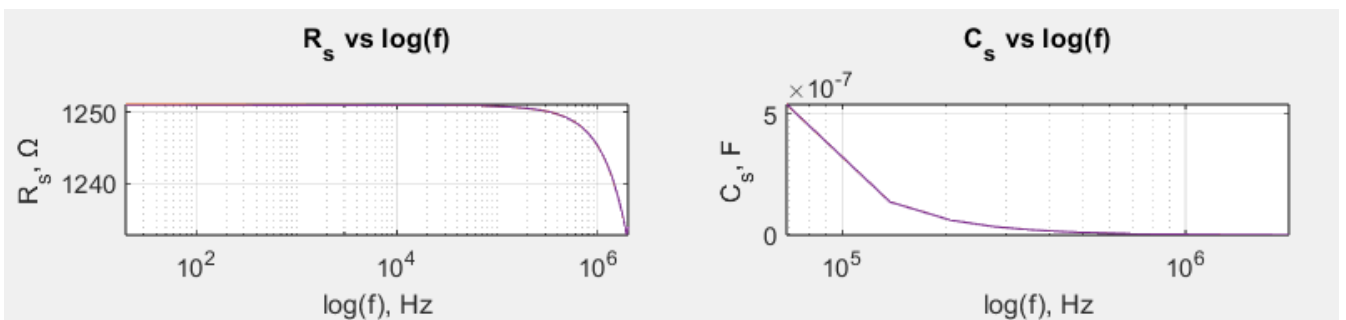 R_s vs log(f)
1250
1240
R_s, Ω
10^2
10^4
10^6
log(f), Hz
C_s vs log(f)
×10^-7
5
0
C_s, F
10^5
10^6
log(f), Hz